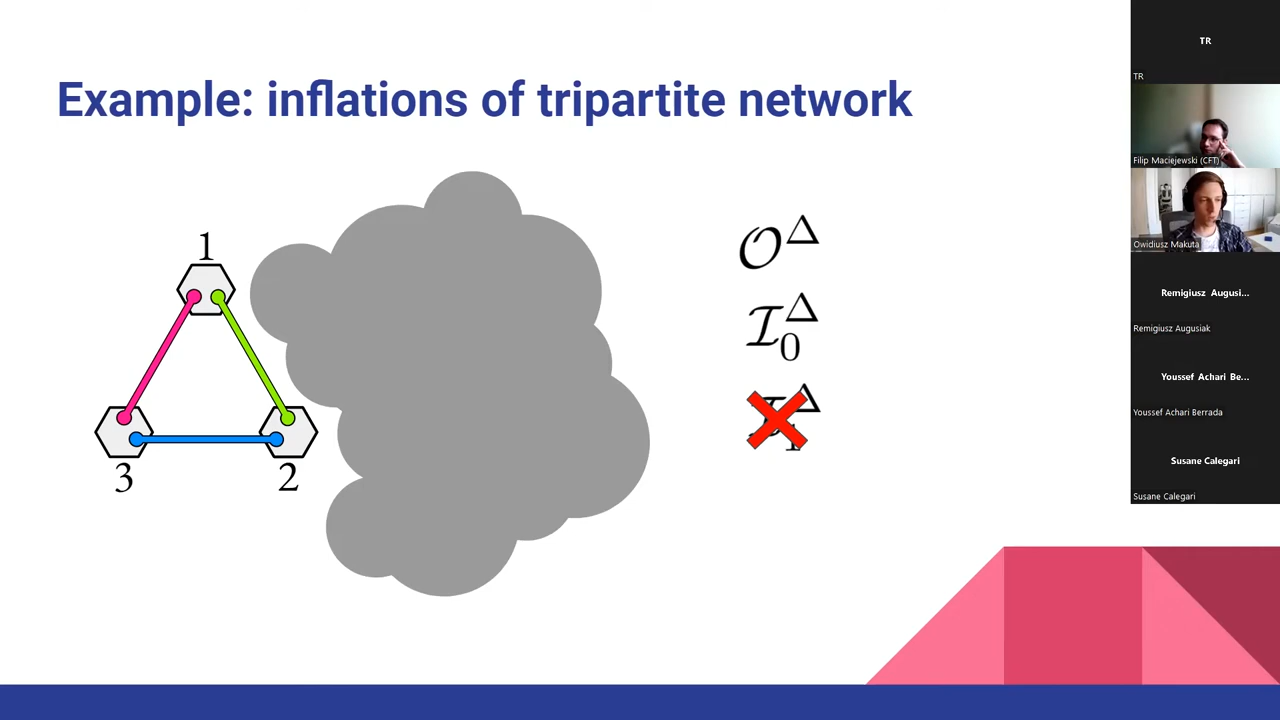 Example: inflations of tripartite network
1
3
2
𝒪^Δ
ℐ₀^Δ
TR
TR
Filip Maciejewski (CFT)
Owidiusz Makuta
Remigiusz Augusi...
Remigiusz Augusiak
Youssef Achari Be...
Youssef Achari Berrada
Susane Calegari
Susane Calegari